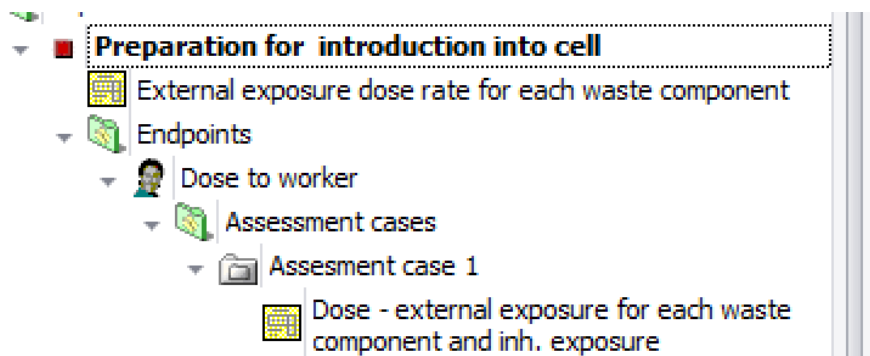 Preparation for introduction into cell
External exposure dose rate for each waste component
Endpoints
Dose to worker
Assessment cases
Assesment case 1
Dose - external exposure for each waste
component and inh. exposure